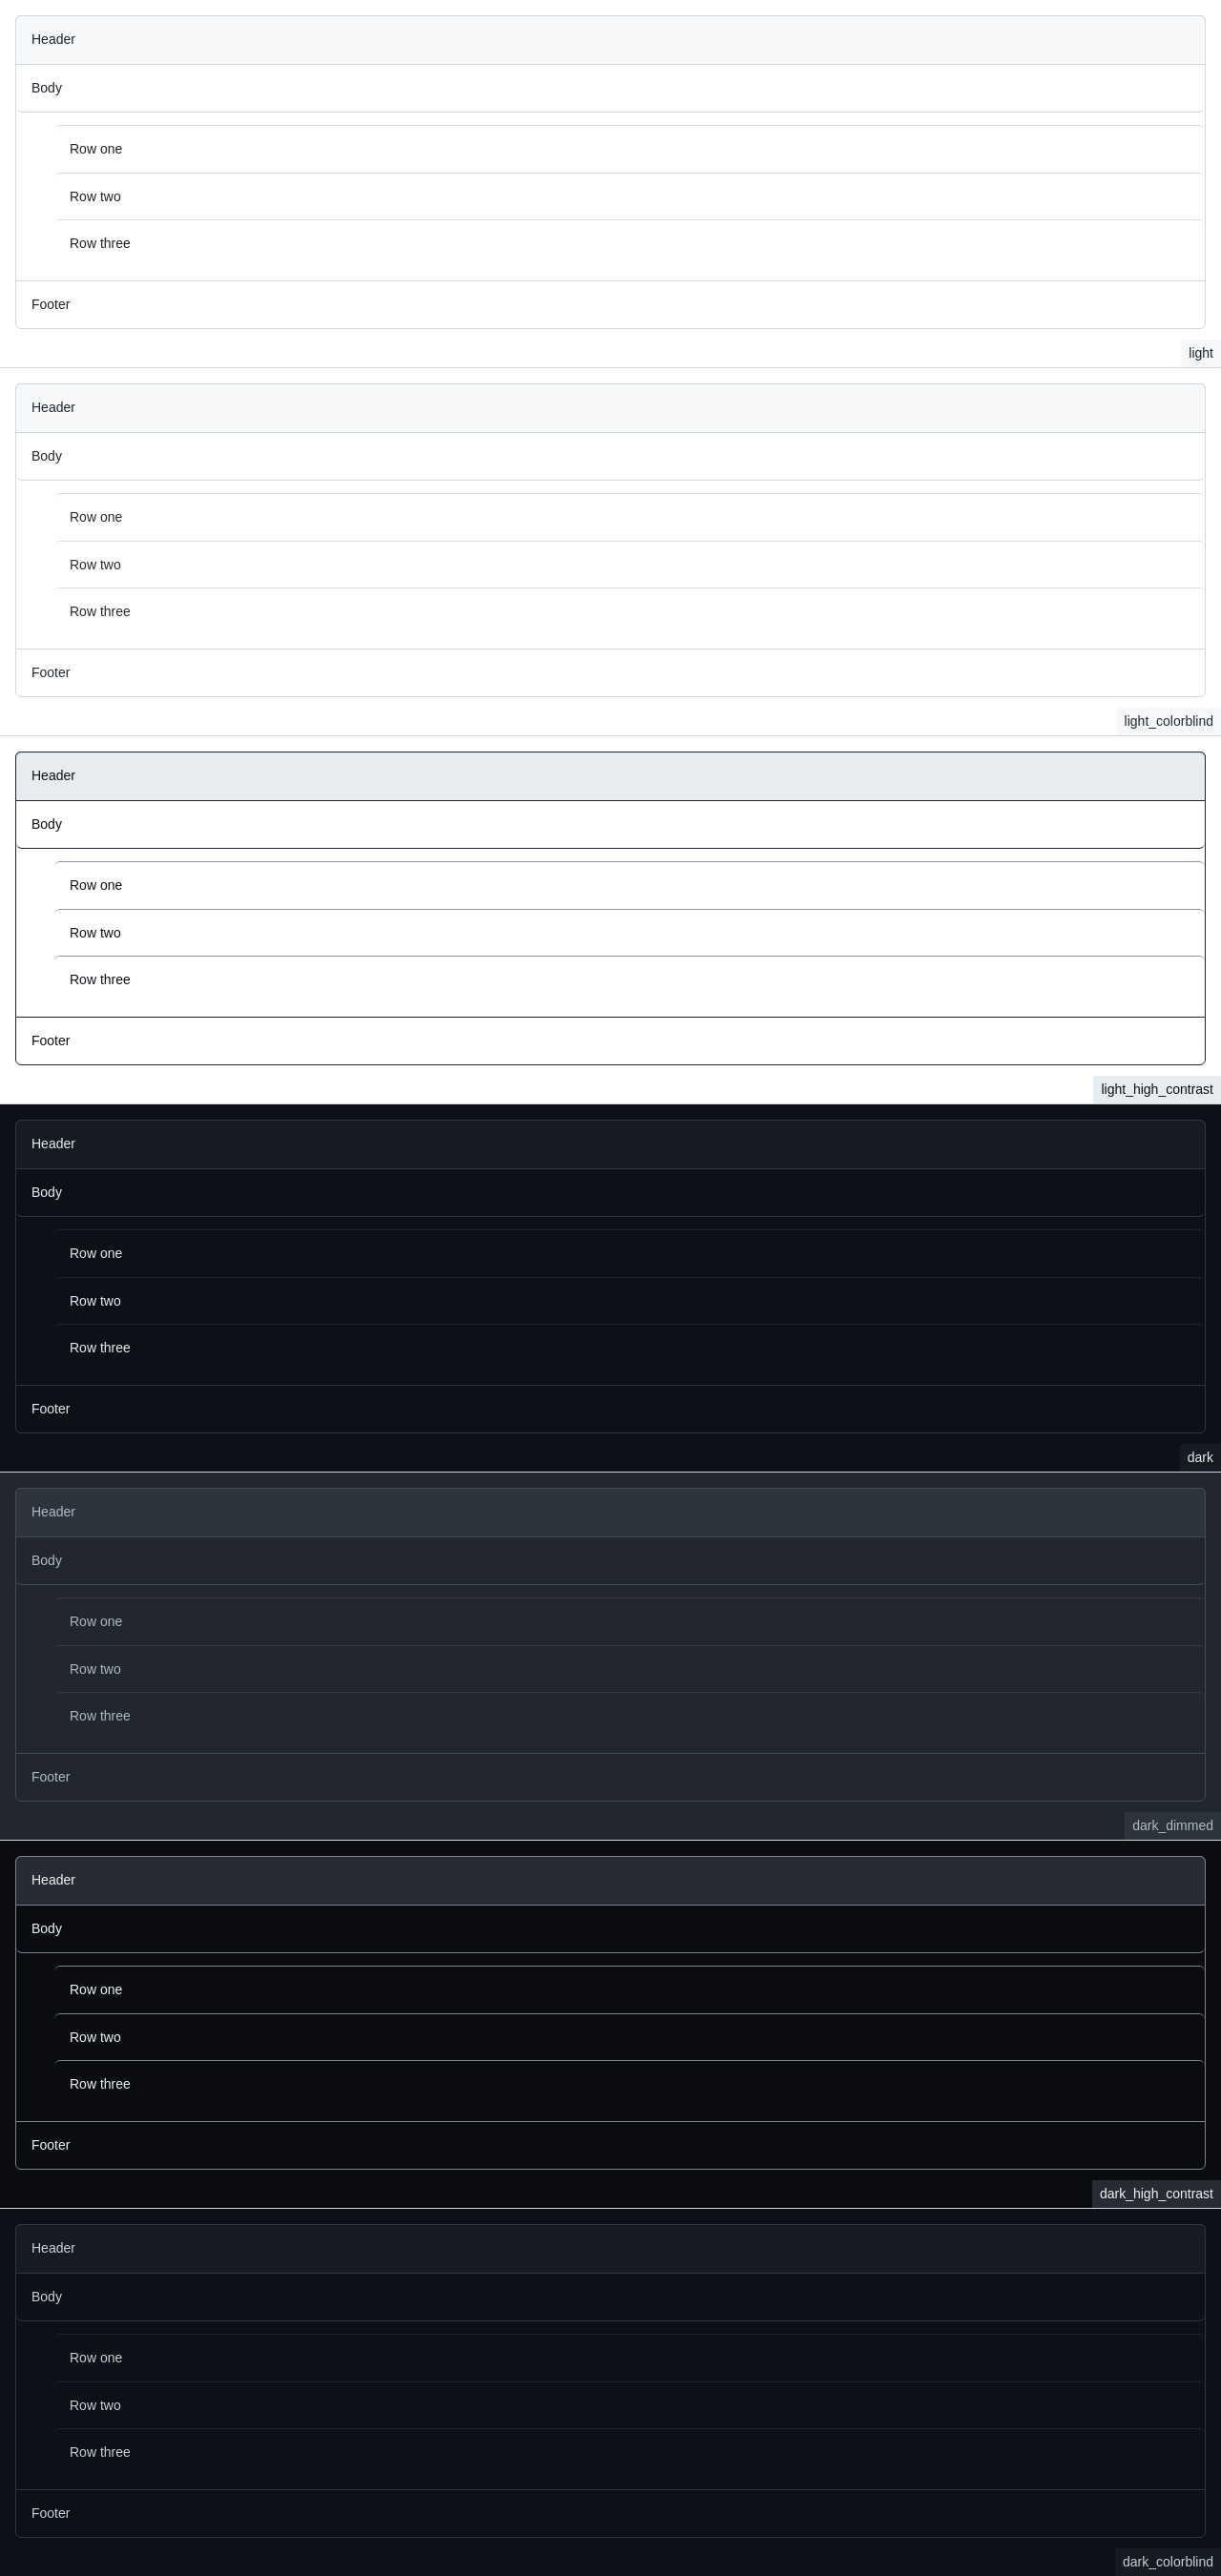 Header
Body
Row one
Row two
Row three
Footer
light
Header
Body
Row one
Row two
Row three
Footer
light_colorblind
Header
Body
Row one
Row two
Row three
Footer
light_high_contrast
Header
Body
Row one
Row two
Row three
Footer
dark
Header
Body
Row one
Row two
Row three
Footer
dark_dimmed
Header
Body
Row one
Row two
Row three
Footer
dark_high_contrast
Header
Body
Row one
Row two
Row three
Footer
dark_colorblind